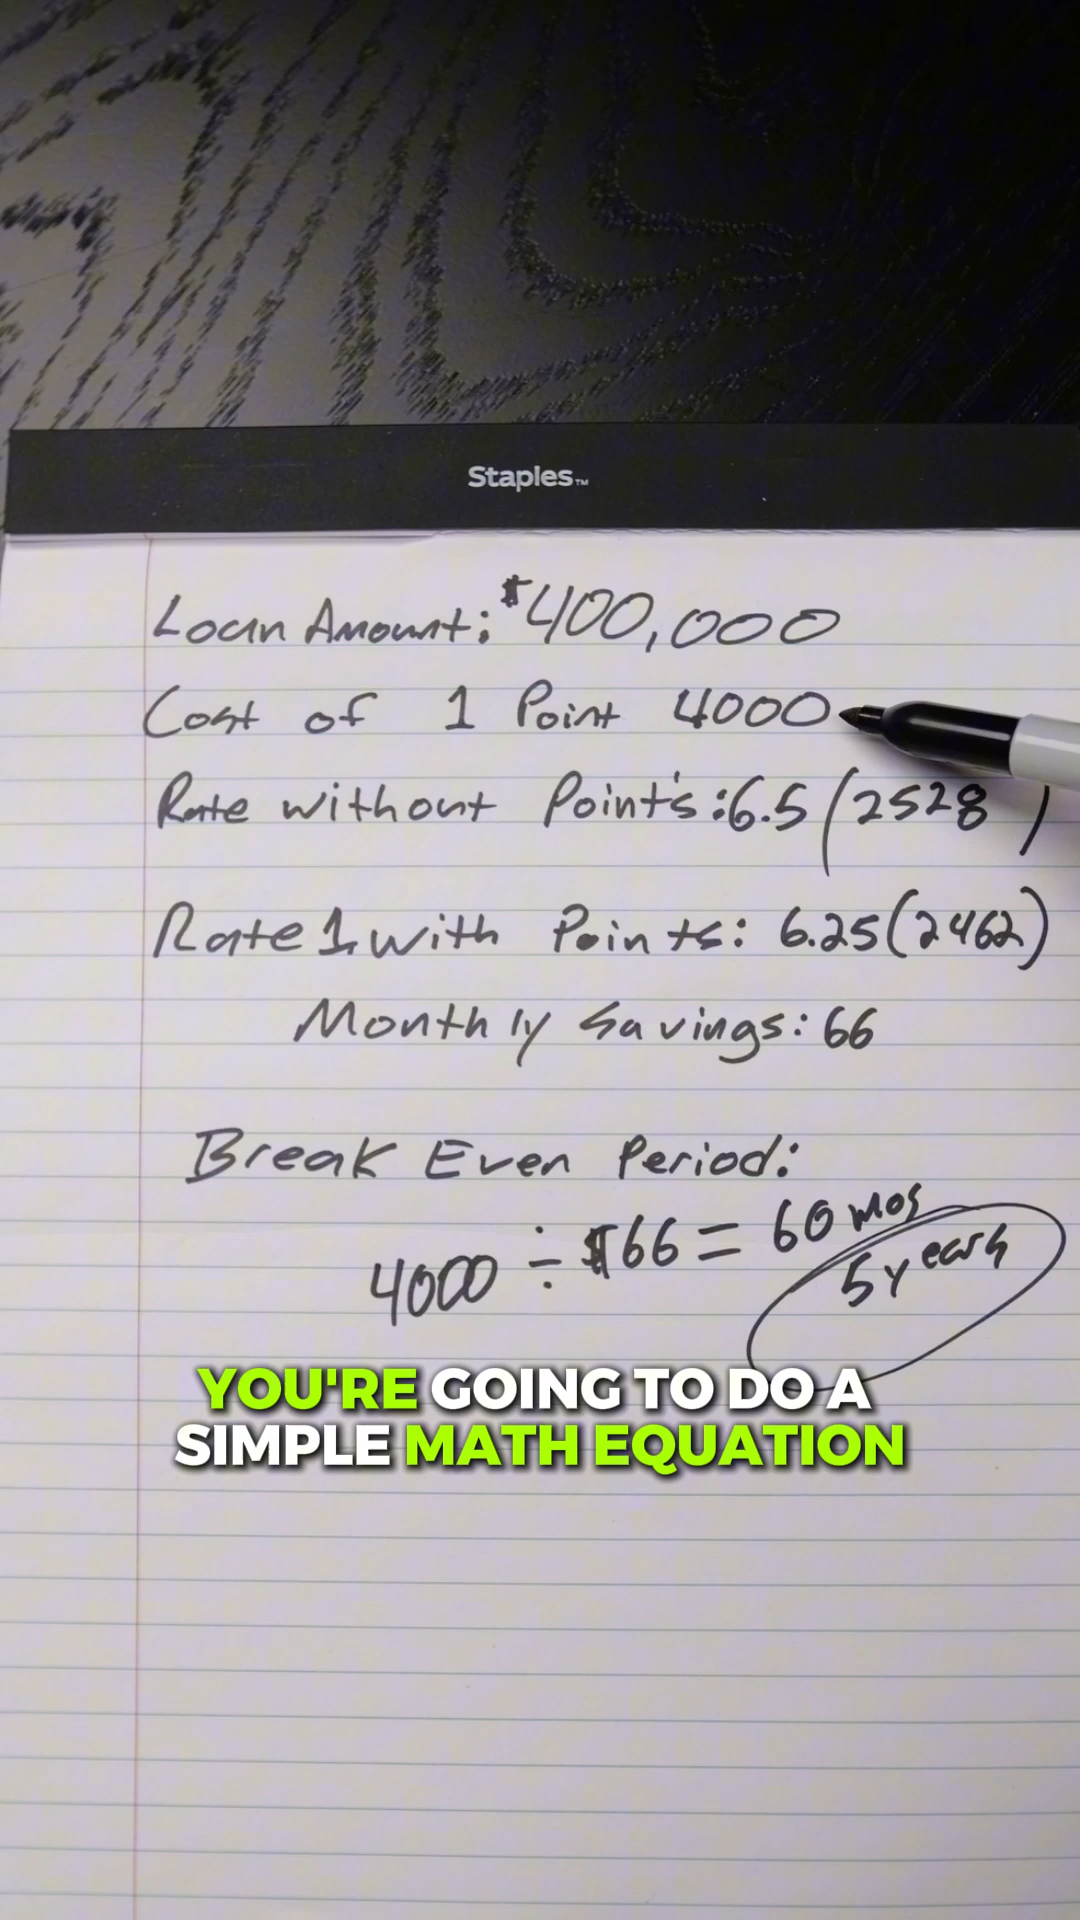 Staples™
Loan Amount: $400,000
Cost of 1 Point 4000
Rate without Point's: 6.5 (2528)
Rate 1 with Points: 6.25 (2462)
Monthly Savings: 66
Break Even Period:
4000 ÷ $66 = 60 mos
5 years
YOU'RE GOING TO DO A
SIMPLE MATH EQUATION